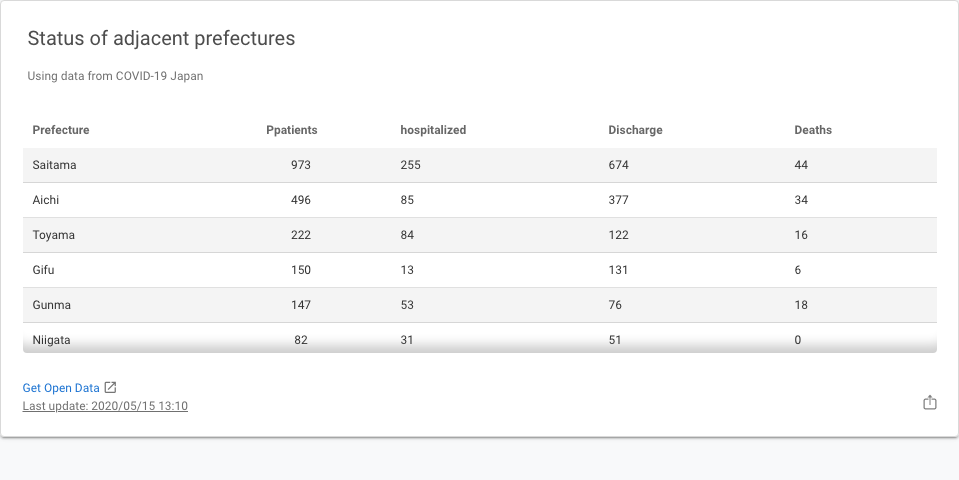 Status of adjacent prefectures
Using data from COVID-19 Japan
Prefecture Ppatients hospitalized Discharge Deaths
Saitama 973 255 674 44
Aichi 496 85 377 34
Toyama 222 84 122 16
Gifu 150 13 131 6
Gunma 147 53 76 18
Niigata 82 31 51 0
Get Open Data
Last update: 2020/05/15 13:10